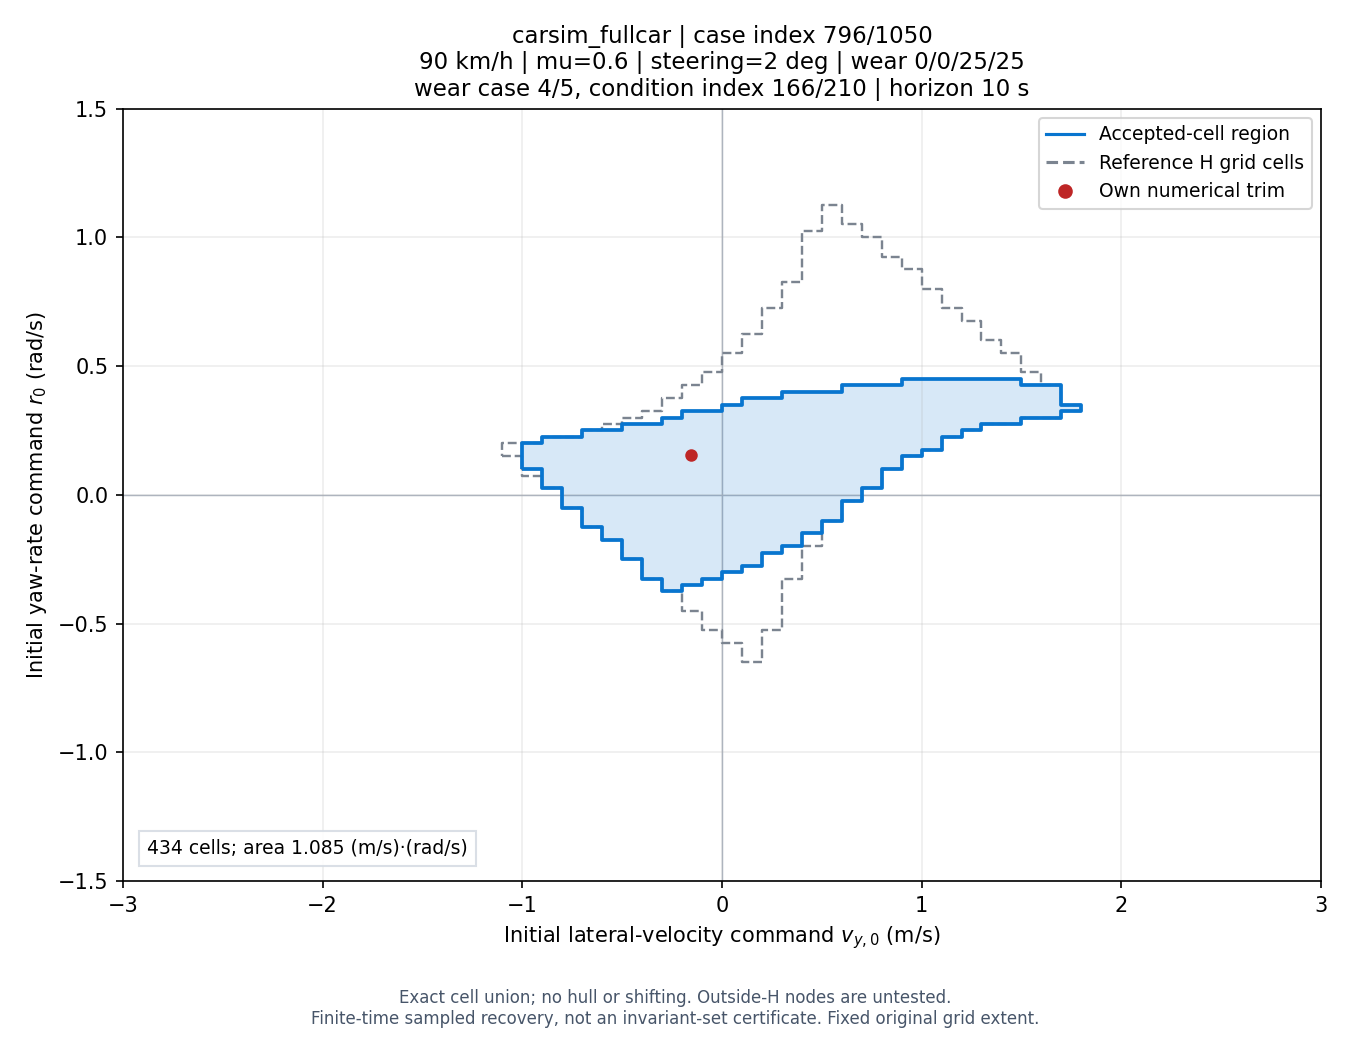 carsim_fullcar | case index 796/1050
90 km/h | mu=0.6 | steering=2 deg | wear 0/0/25/25
wear case 4/5, condition index 166/210 | horizon 10 s
Accepted-cell region
Reference H grid cells
Own numerical trim
1.5
1.0
0.5
0.0
−0.5
−1.0
−1.5
Initial yaw-rate command r₀ (rad/s)
434 cells; area 1.085 (m/s)·(rad/s)
−3
−2
−1
0
1
2
3
Initial lateral-velocity command v_{y,0} (m/s)
Exact cell union; no hull or shifting. Outside-H nodes are untested.
Finite-time sampled recovery, not an invariant-set certificate. Fixed original grid extent.